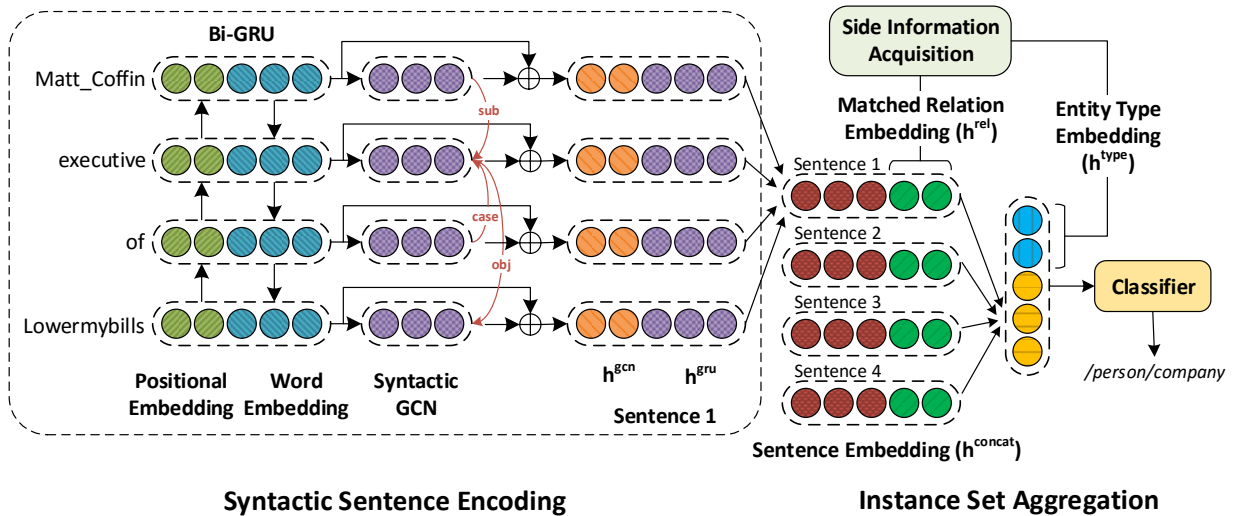 Bi-GRU
Matt_Coffin
executive
of
Lowermybills
sub
case
obj
Positional
Embedding
Word
Embedding
Syntactic
GCN
h^gcn
h^gru
Sentence 1
Syntactic Sentence Encoding
Side Information
Acquisition
Matched Relation
Embedding (h^rel)
Entity Type
Embedding
(h^type)
Sentence 1
Sentence 2
Sentence 3
Sentence 4
Sentence Embedding (h^concat)
Classifier
/person/company
Instance Set Aggregation